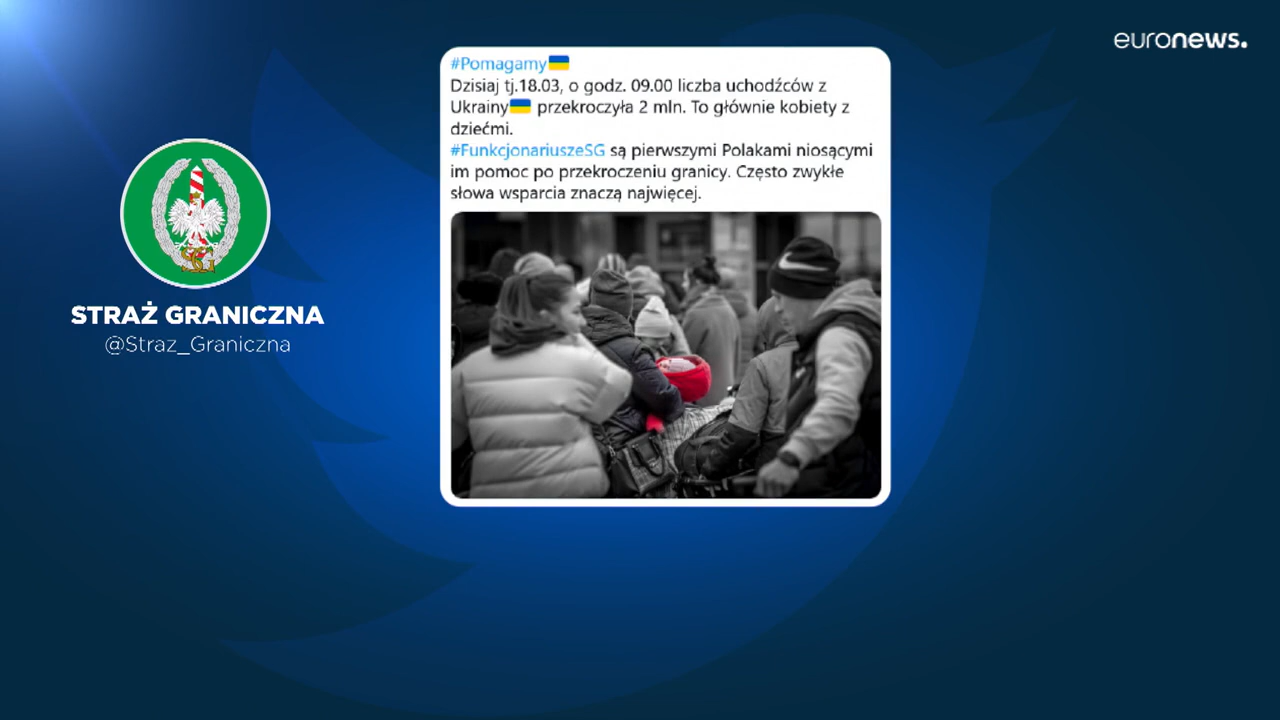 euronews.
#Pomagamy🇺🇦
Dzisiaj tj.18.03, o godz. 09.00 liczba uchodźców z
Ukrainy🇺🇦 przekroczyła 2 mln. To głównie kobiety z
dziećmi.
#FunkcjonariuszeSG są pierwszymi Polakami niosącymi
im pomoc po przekroczeniu granicy. Często zwykłe
słowa wsparcia znaczą najwięcej.
SG
STRAŻ GRANICZNA
@Straz_Graniczna